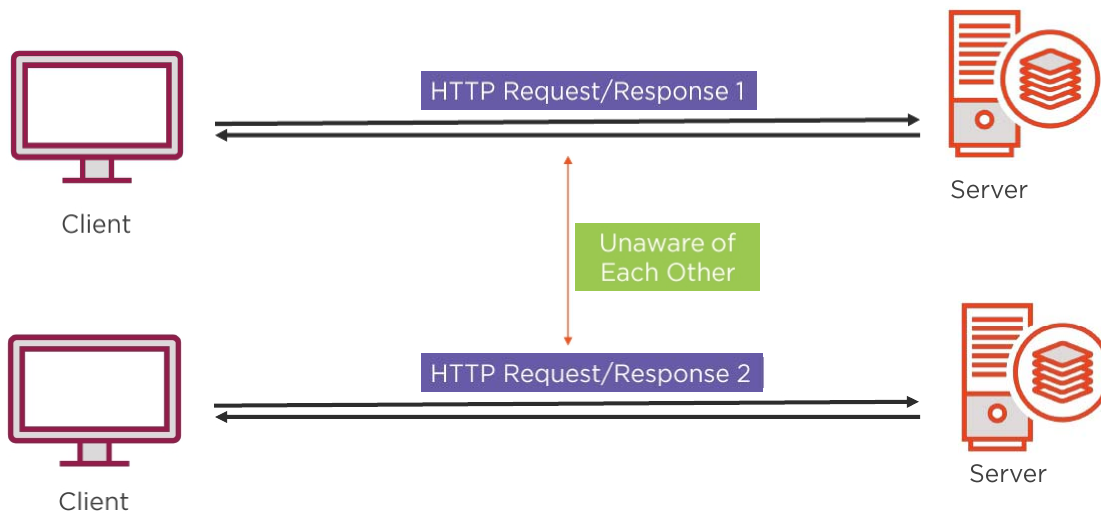 HTTP Request/Response 1
Client
Server
Unaware of
Each Other
HTTP Request/Response 2
Client
Server